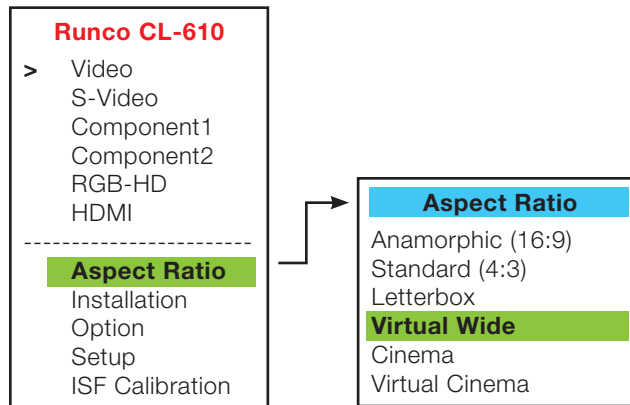 Runco CL-610
> Video
S-Video
Component1
Component2
RGB-HD
HDMI
------------------------
Aspect Ratio
Installation
Option
Setup
ISF Calibration
Aspect Ratio
Anamorphic (16:9)
Standard (4:3)
Letterbox
Virtual Wide
Cinema
Virtual Cinema